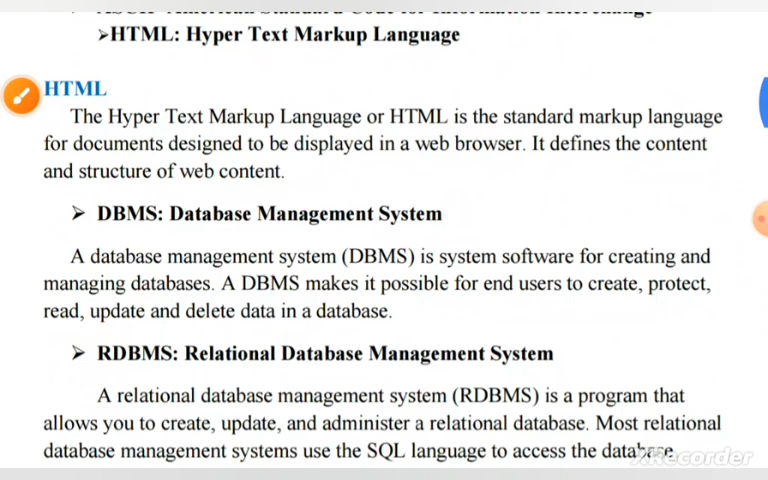 ➢HTML: Hyper Text Markup Language
HTML
The Hyper Text Markup Language or HTML is the standard markup language
for documents designed to be displayed in a web browser. It defines the content
and structure of web content.
➢ DBMS: Database Management System
A database management system (DBMS) is system software for creating and
managing databases. A DBMS makes it possible for end users to create, protect,
read, update and delete data in a database.
➢ RDBMS: Relational Database Management System
A relational database management system (RDBMS) is a program that
allows you to create, update, and administer a relational database. Most relational
database management systems use the SQL language to access the database
Recorder